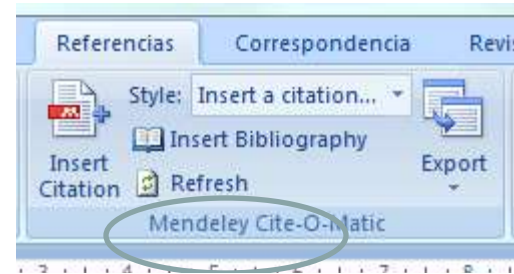 Referencias Correspondencia Revi
Style: Insert a citation...
Insert Bibliography
Insert
Citation
Refresh
Export
Mendeley Cite-O-Matic
3 4 5 6 7 8